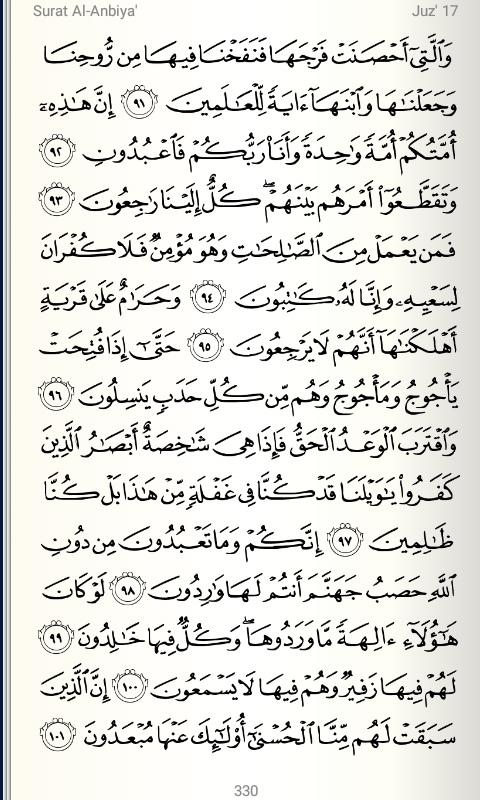 Surat Al-Anbiya' Juz' 17
وَٱلَّتِىٓ أَحْصَنَتْ فَرْجَهَا فَنَفَخْنَا فِيهَا مِن رُّوحِنَا
وَجَعَلْنَٰهَا وَٱبْنَهَآ ءَايَةً لِّلْعَٰلَمِينَ ٩١ إِنَّ هَٰذِهِۦٓ
أُمَّتُكُمْ أُمَّةً وَٰحِدَةً وَأَنَا۠ رَبُّكُمْ فَٱعْبُدُونِ ٩٢
وَتَقَطَّعُوٓا۟ أَمْرَهُم بَيْنَهُمْ ۖ كُلٌّ إِلَيْنَا رَٰجِعُونَ ٩٣
فَمَن يَعْمَلْ مِنَ ٱلصَّٰلِحَٰتِ وَهُوَ مُؤْمِنٌ فَلَا كُفْرَانَ
لِسَعْيِهِۦ وَإِنَّا لَهُۥ كَٰتِبُونَ ٩٤ وَحَرَٰمٌ عَلَىٰ قَرْيَةٍ
أَهْلَكْنَٰهَآ أَنَّهُمْ لَا يَرْجِعُونَ ٩٥ حَتَّىٰٓ إِذَا فُتِحَتْ
يَأْجُوجُ وَمَأْجُوجُ وَهُم مِّن كُلِّ حَدَبٍ يَنسِلُونَ ٩٦
وَٱقْتَرَبَ ٱلْوَعْدُ ٱلْحَقُّ فَإِذَا هِىَ شَٰخِصَةٌ أَبْصَٰرُ ٱلَّذِينَ
كَفَرُوا۟ يَٰوَيْلَنَا قَدْ كُنَّا فِى غَفْلَةٍ مِّنْ هَٰذَا بَلْ كُنَّا
ظَٰلِمِينَ ٩٧ إِنَّكُمْ وَمَا تَعْبُدُونَ مِن دُونِ
ٱللَّهِ حَصَبُ جَهَنَّمَ أَنتُمْ لَهَا وَٰرِدُونَ ٩٨ لَوْ كَانَ
هَٰٓؤُلَآءِ ءَالِهَةً مَّا وَرَدُوهَا ۖ وَكُلٌّ فِيهَا خَٰلِدُونَ ٩٩
لَهُمْ فِيهَا زَفِيرٌ وَهُمْ فِيهَا لَا يَسْمَعُونَ ١٠٠ إِنَّ ٱلَّذِينَ
سَبَقَتْ لَهُم مِّنَّا ٱلْحُسْنَىٰٓ أُو۟لَٰٓئِكَ عَنْهَا مُبْعَدُونَ ١٠١
330